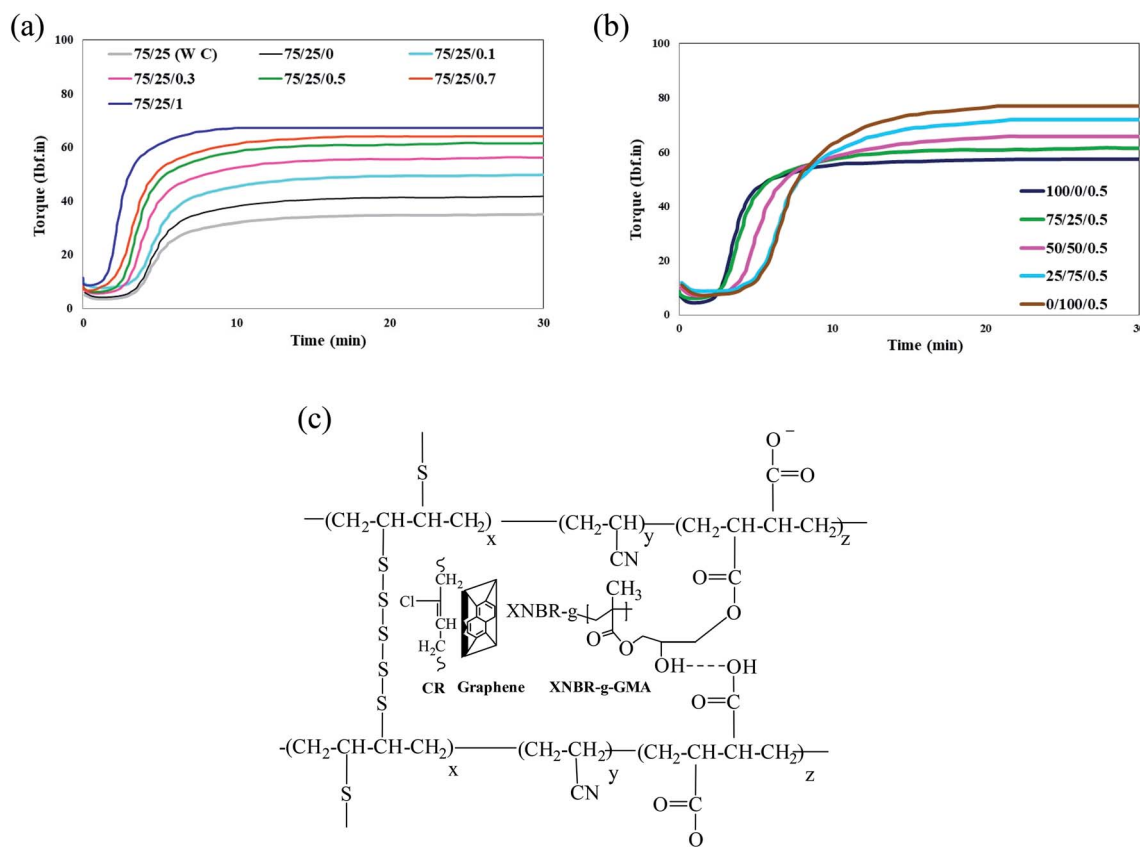 (a)
100
80
60
40
20
0
Torque (Ibf.in)
75/25 (W C) 75/25/0 75/25/0.1
75/25/0.3 75/25/0.5 75/25/0.7
75/25/1
0 10 20 30
Time (min)
(b)
100
80
60
40
20
0
Torque (Ibf.in)
100/0/0.5
75/25/0.5
50/50/0.5
25/75/0.5
0/100/0.5
0 10 20 30
Time (min)
(c)
O⁻
C=O
S
(CH₂-CH-CH-CH₂)x (CH₂-CH)y (CH₂-CH-CH-CH₂)z
CN
S
S
S
S
S
S
CH₂
Cl
CH
H₂C
XNBR-g
CH₃
O
O
OH
O=C
O
OH
O=C
CR Graphene XNBR-g-GMA
(CH₂-CH-CH-CH₂)x (CH₂-CH₂)y (CH₂-CH-CH-CH₂)z
S
CN
C=O
O